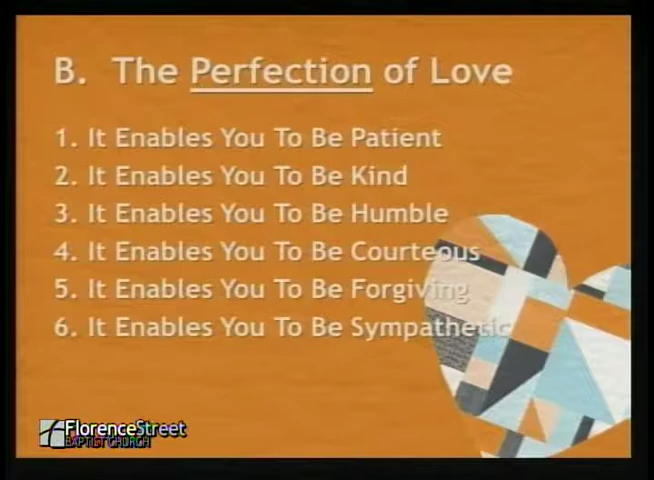 B. The Perfection of Love
1. It Enables You To Be Patient
2. It Enables You To Be Kind
3. It Enables You To Be Humble
4. It Enables You To Be Courteous
5. It Enables You To Be Forgiving
6. It Enables You To Be Sympathetic
FlorenceStreet
BAPTIST CHURCH